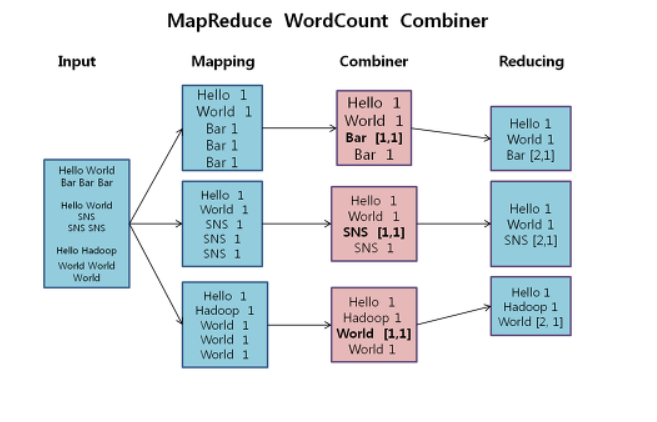 MapReduce WordCount Combiner
Input
Mapping
Combiner
Reducing
Hello World
Bar Bar Bar
Hello World
SNS
SNS SNS
Hello Hadoop
World World
World
Hello 1
World 1
Bar 1
Bar 1
Bar 1
Hello 1
World 1
SNS 1
SNS 1
SNS 1
Hello 1
Hadoop 1
World 1
World 1
World 1
Hello 1
World 1
Bar [1,1]
Bar 1
Hello 1
World 1
SNS [1,1]
SNS 1
Hello 1
Hadoop 1
World [1,1]
World 1
Hello 1
World 1
Bar [2,1]
Hello 1
World 1
SNS [2,1]
Hello 1
Hadoop 1
World [2, 1]